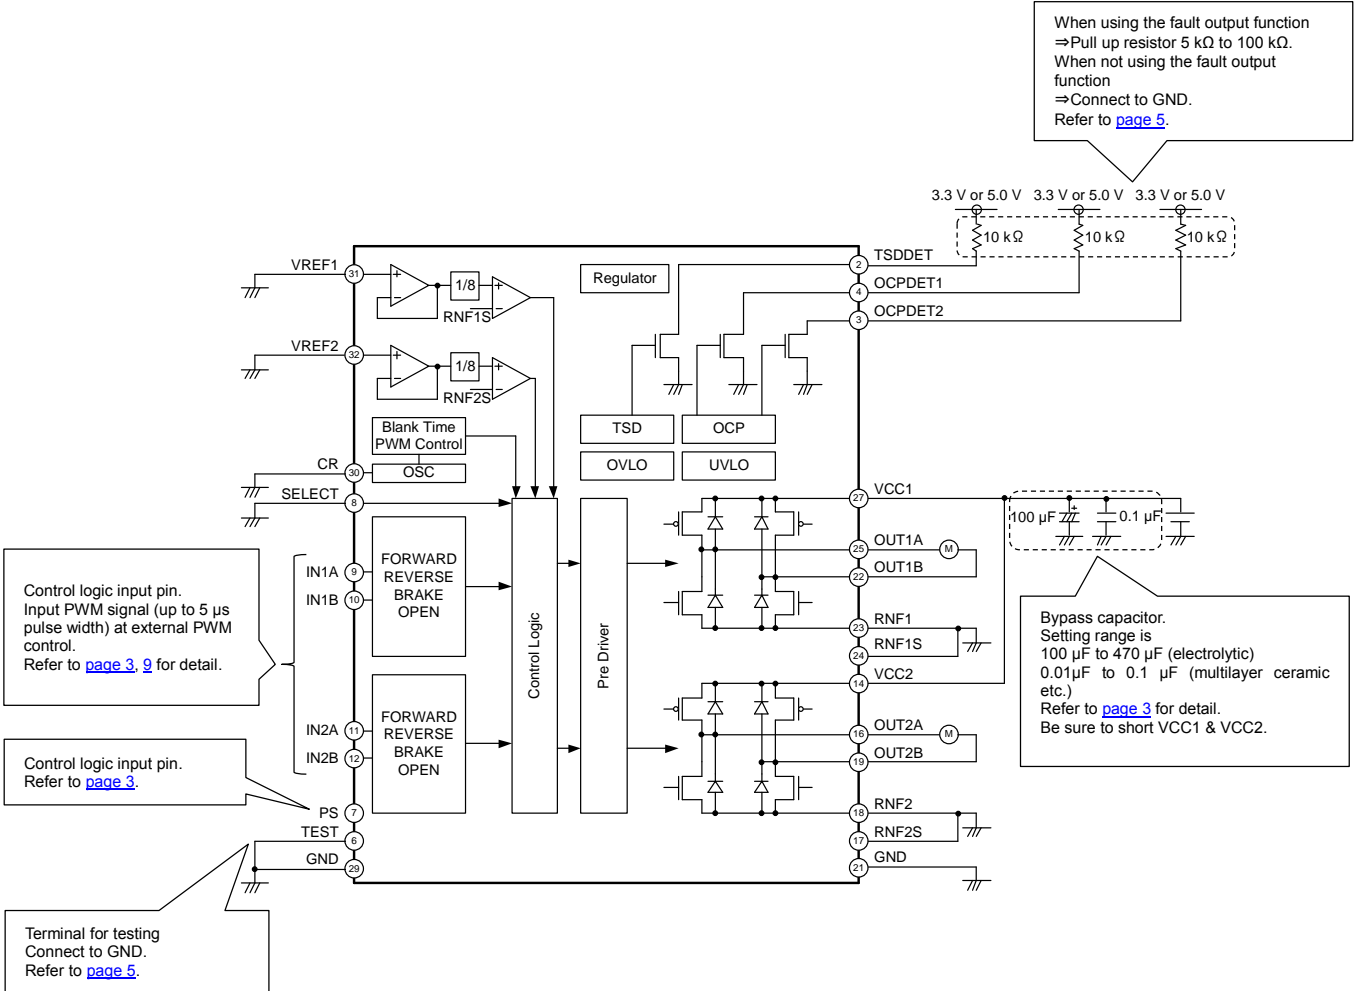 When using the fault output function
⇒Pull up resistor 5 kΩ to 100 kΩ.
When not using the fault output
function
⇒Connect to GND.
Refer to page 5.
3.3 V or 5.0 V 3.3 V or 5.0 V 3.3 V or 5.0 V
10 kΩ 10 kΩ 10 kΩ
VREF1
31
+
−
1/8
+
−
RNF1S
Regulator
2
TSDDET
4
OCPDET1
3
OCPDET2
VREF2
32
+
−
1/8
+
−
RNF2S
Blank Time
PWM Control
OSC
TSD
OCP
OVLO
UVLO
CR
30
SELECT
8
Control logic input pin.
Input PWM signal (up to 5 µs
pulse width) at external PWM
control.
Refer to page 3, 9 for detail.
IN1A
9
IN1B
10
FORWARD
REVERSE
BRAKE
OPEN
IN2A
11
IN2B
12
FORWARD
REVERSE
BRAKE
OPEN
Control Logic
Pre Driver
27
VCC1
100 µF
+
0.1 µF
25
OUT1A
M
22
OUT1B
23
RNF1
24
RNF1S
14
VCC2
16
OUT2A
M
19
OUT2B
18
RNF2
17
RNF2S
21
GND
Bypass capacitor.
Setting range is
100 µF to 470 µF (electrolytic)
0.01µF to 0.1 µF (multilayer ceramic
etc.)
Refer to page 3 for detail.
Be sure to short VCC1 & VCC2.
Control logic input pin.
Refer to page 3.
PS
7
TEST
6
GND
29
Terminal for testing
Connect to GND.
Refer to page 5.